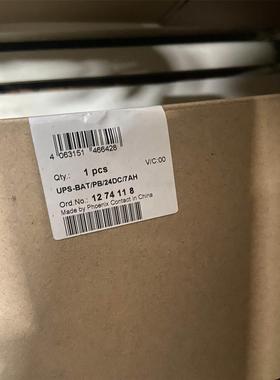 4 063151 466428
Qty.: 1 pcs V/C:00
UPS-BAT/PB/24DC/7AH
Ord.No.: 12 74 11 8
Made by Phoenix Contact in China